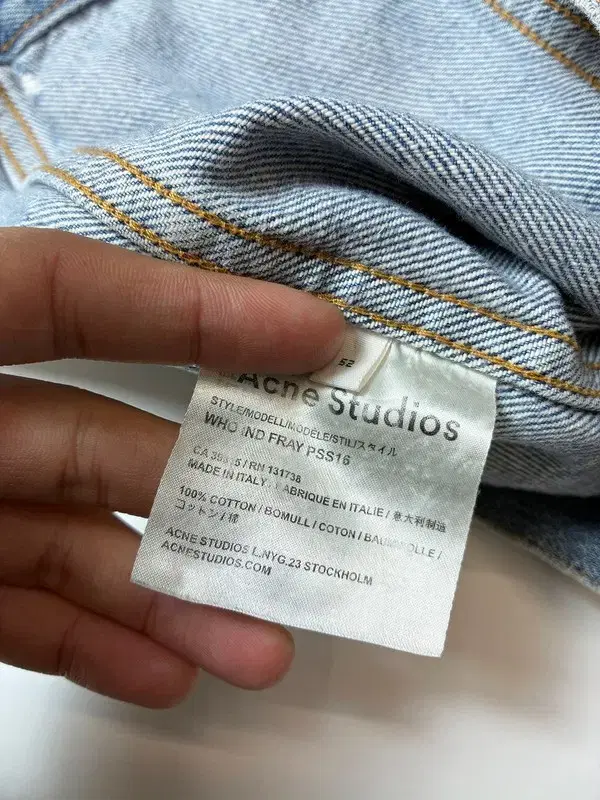 52
Acne Studios
STYLE/MODELL/MODÈLE/STIL/スタイル
WHO IND FRAY PSS16
RN 131738
MADE IN ITALY / FABRIQUÉ EN ITALIE / 意大利制造
100% COTTON / BOMULL / COTON / BAUMWOLLE /
コットン / 棉
ACNE STUDIOS L.NYG.23 STOCKHOLM
ACNESTUDIOS.COM